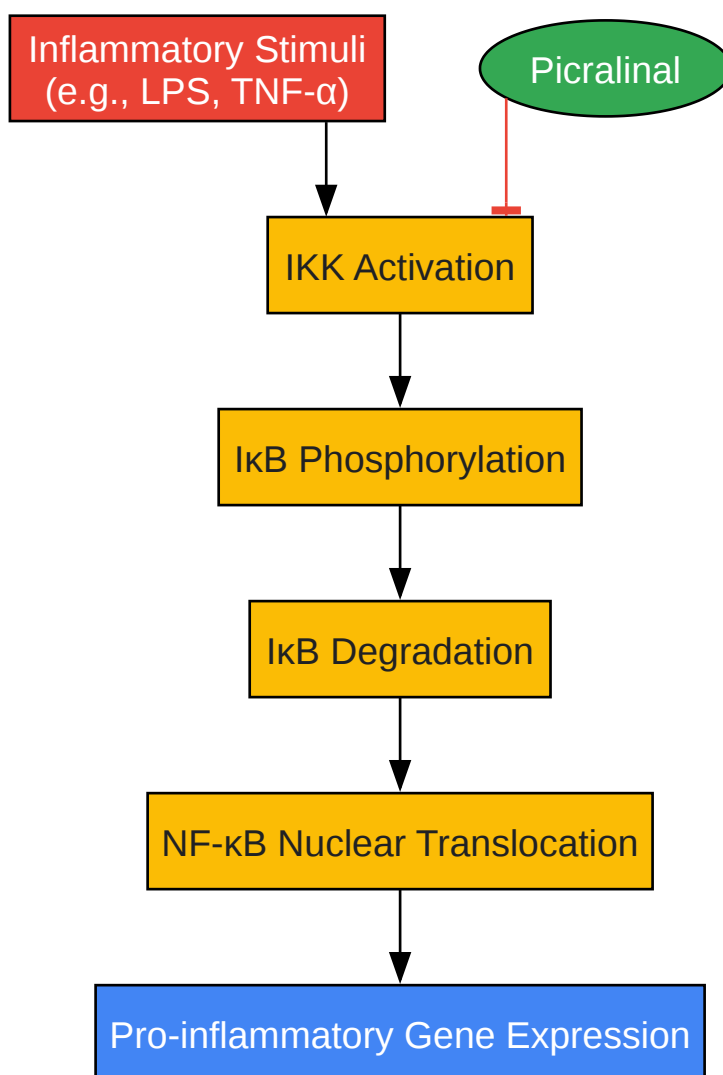 Inflammatory Stimuli
(e.g., LPS, TNF-α)
Picralinal
IKK Activation
IκB Phosphorylation
IκB Degradation
NF-κB Nuclear Translocation
Pro-inflammatory Gene Expression